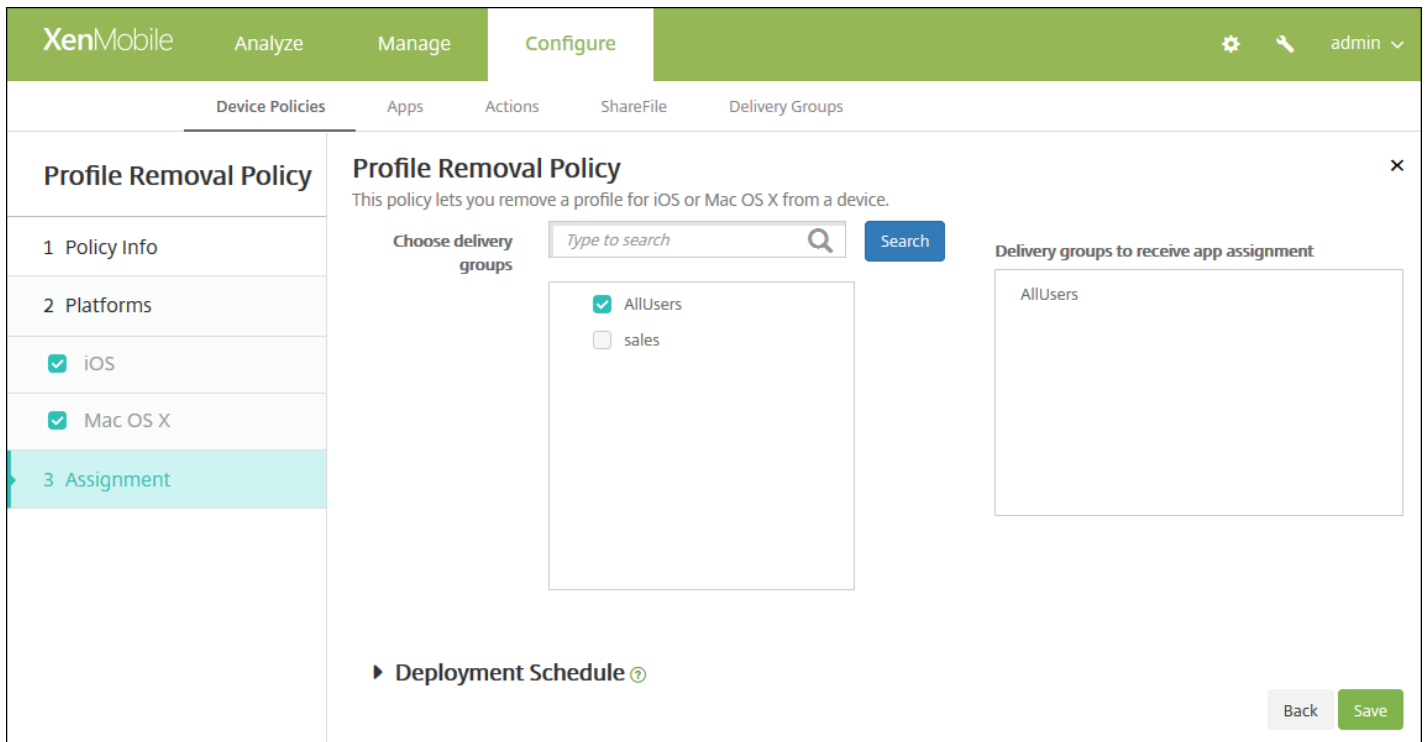 XenMobile Analyze Manage Configure admin
Device Policies Apps Actions ShareFile Delivery Groups
Profile Removal Policy
1 Policy Info
2 Platforms
iOS
Mac OS X
3 Assignment
Profile Removal Policy
This policy lets you remove a profile for iOS or Mac OS X from a device.
Choose delivery
groups
Type to search
Search
AllUsers
sales
Delivery groups to receive app assignment
AllUsers
Deployment Schedule ?
Back Save